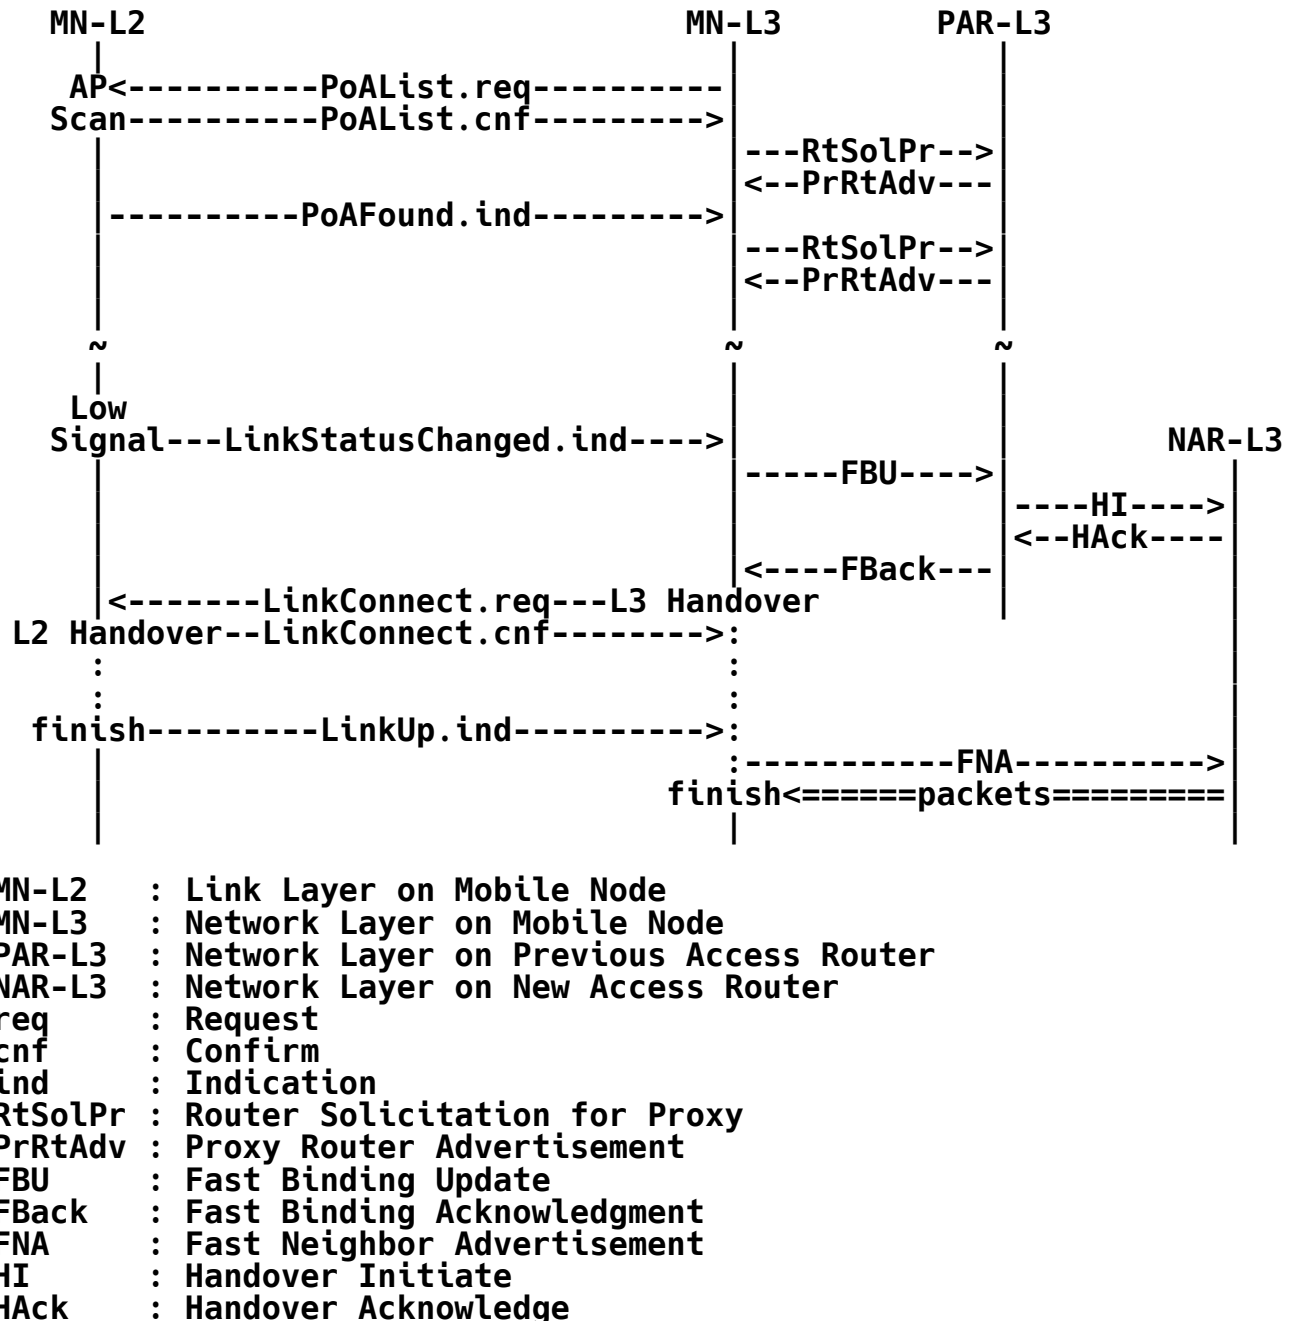 MN-L2                            MN-L3        PAR-L3
  |                                |             |
 AP<----------PoAList.req----------|             |
Scan----------PoAList.cnf--------->|             |
  |                                |---RtSolPr-->|
  |                                |<--PrRtAdv---|
  |----------PoAFound.ind--------->|             |
  |                                |---RtSolPr-->|
  |                                |<--PrRtAdv---|
  |                                |             |
  ~                                ~             ~
  |                                |             |
 Low                               |             |
Signal---LinkStatusChanged.ind---->|             |        NAR-L3
  |                                |-----FBU---->|           |
  |                                |             |----HI---->|
  |                                |             |<--HAck----|
  |                                |<----FBack---|           |
  |<-------LinkConnect.req---L3 Handover         |           |
L2 Handover--LinkConnect.cnf-------->:                       |
  :                                :                         |
  :                                :                         |
finish---------LinkUp.ind---------->:                        |
  |                                :-----------FNA---------->|
  |                             finish<======packets=========|
  |                                |                         |
MN-L2   : Link Layer on Mobile Node
MN-L3   : Network Layer on Mobile Node
PAR-L3  : Network Layer on Previous Access Router
NAR-L3  : Network Layer on New Access Router
req     : Request
cnf     : Confirm
ind     : Indication
RtSolPr : Router Solicitation for Proxy
PrRtAdv : Proxy Router Advertisement
FBU     : Fast Binding Update
FBack   : Fast Binding Acknowledgment
FNA     : Fast Neighbor Advertisement
HI      : Handover Initiate
HAck    : Handover Acknowledge